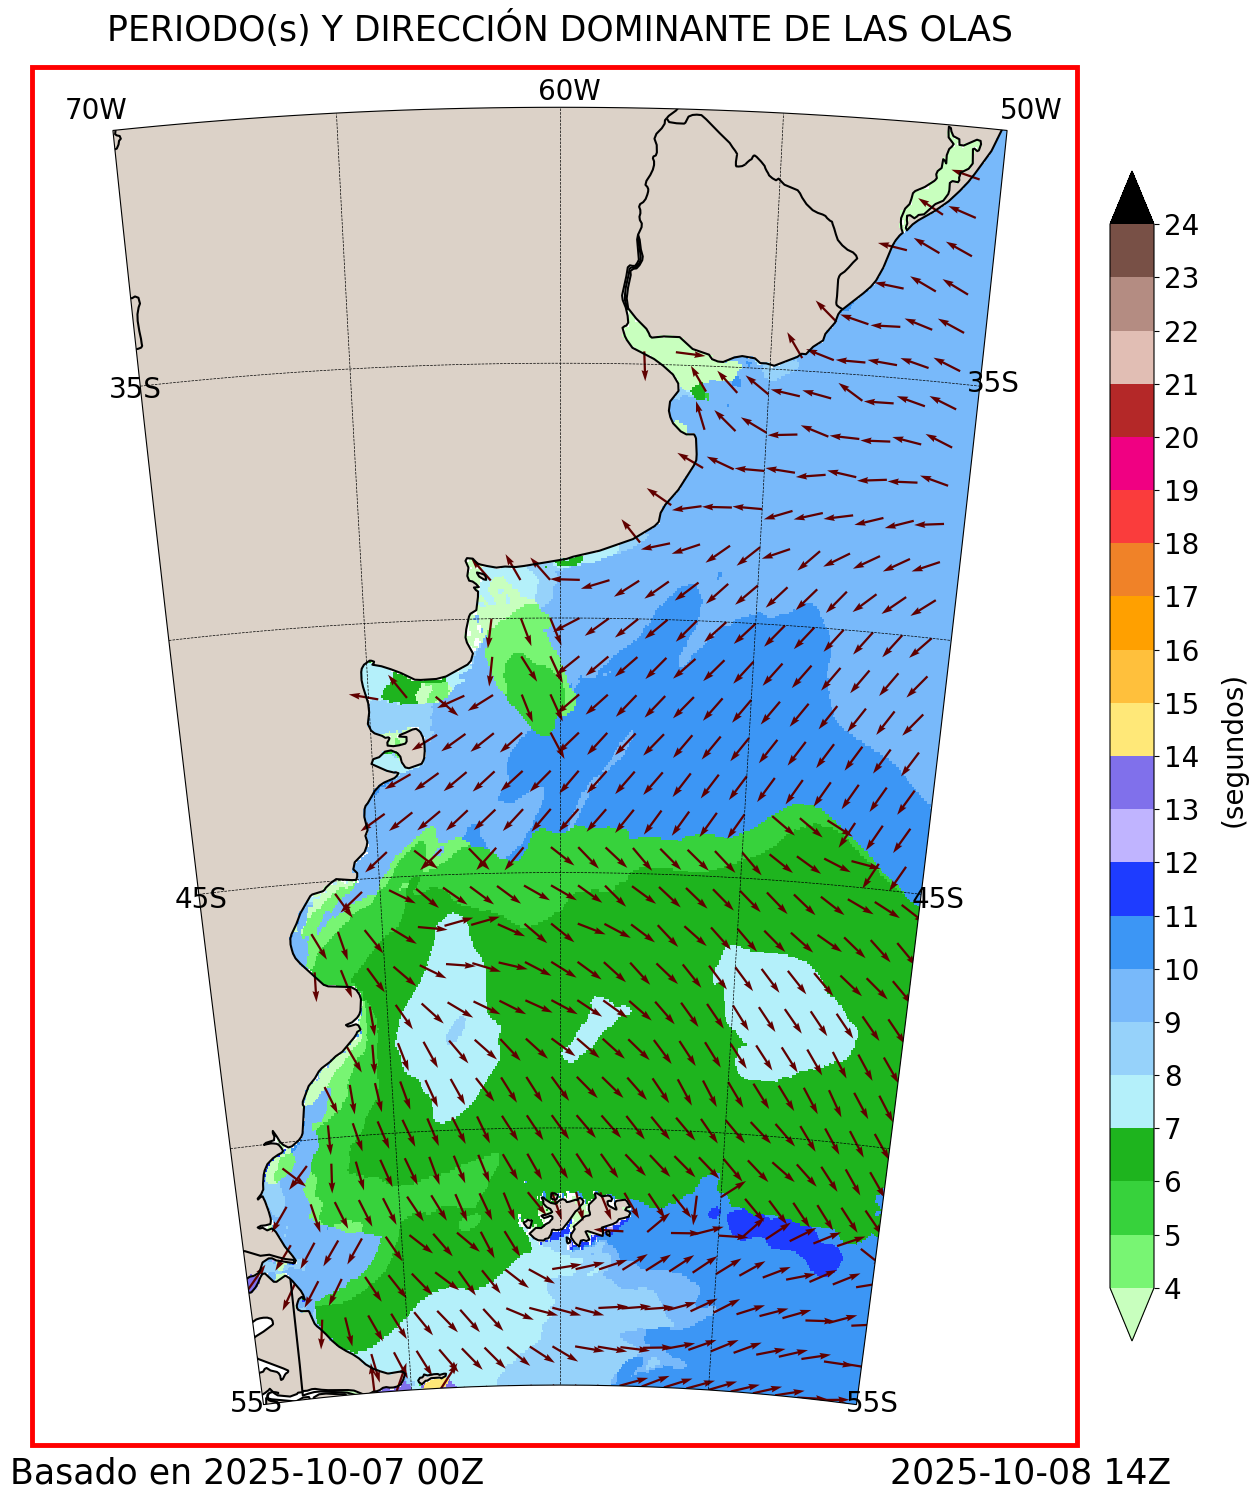 PERIODO(s) Y DIRECCIÓN DOMINANTE DE LAS OLAS
70W
60W
50W
35S
35S
45S
45S
55S
55S
24
23
22
21
20
19
18
17
16
15
14
13
12
11
10
9
8
7
6
5
4
(segundos)
Basado en 2025-10-07 00Z
2025-10-08 14Z